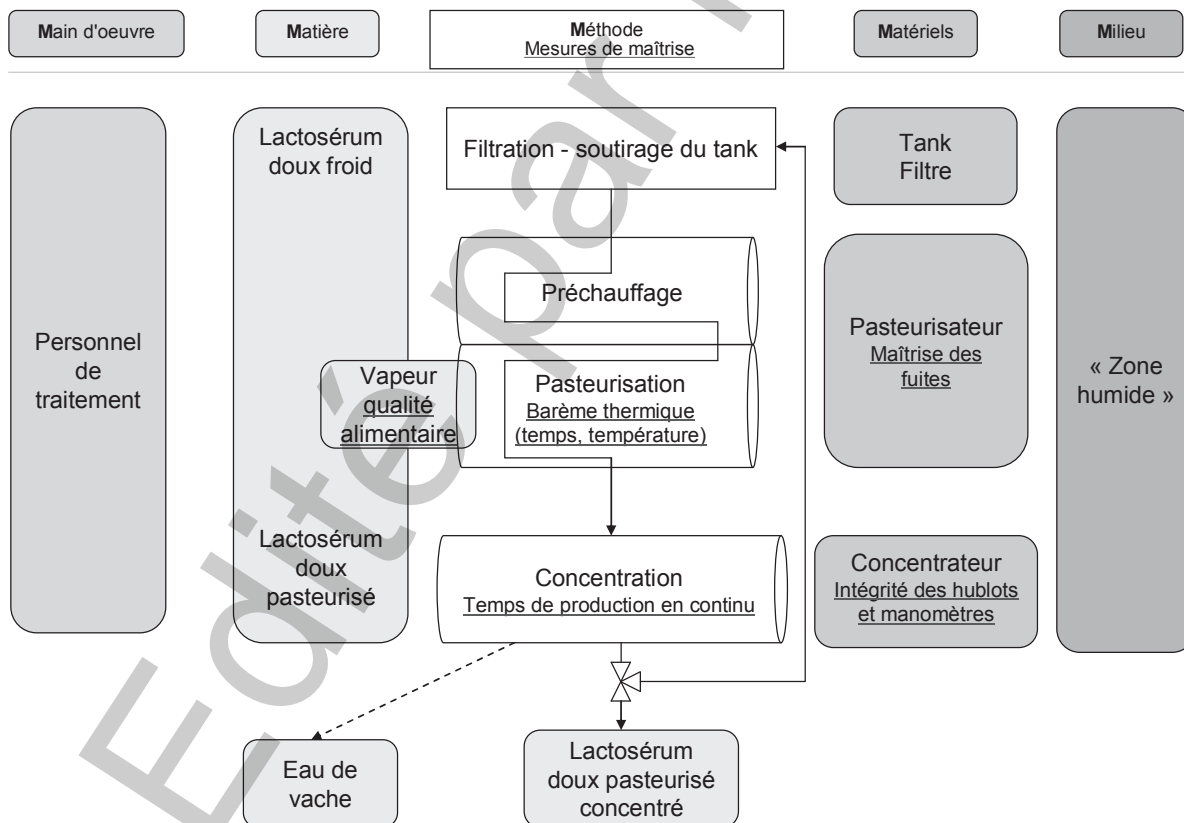 Main d'oeuvre
Matière
Méthode
Mesures de maîtrise
Matériels
Milieu
Personnel
de
traitement
Lactosérum
doux froid
Filtration - soutirage du tank
Tank
Filtre
Préchauffage
Pasteurisateur
Maîtrise des
fuites
« Zone
humide »
Vapeur
qualité
alimentaire
Pasteurisation
Barème thermique
(temps, température)
Lactosérum
doux
pasteurisé
Concentration
Temps de production en continu
Concentrateur
Intégrité des hublots
et manomètres
Eau de
vache
Lactosérum
doux pasteurisé
concentré
Edité par